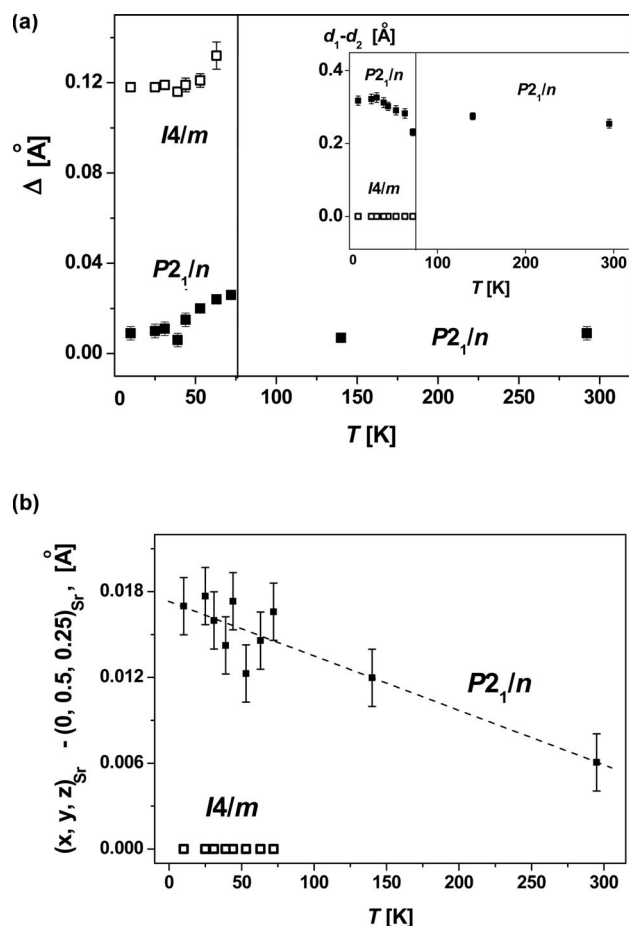 (a)
Δ [Å]
0.12
0.08
0.04
0.00
I4/m
P2₁/n
P2₁/n
0
50
100
150
200
250
300
T [K]
d₁-d₂ [Å]
0.4
0.2
0.0
P2₁/n
P2₁/n
I4/m
0
100
200
300
T [K]
(b)
(x, y, z)Sr - (0, 0.5, 0.25)Sr, [Å]
0.018
0.012
0.006
0.000
P2₁/n
I4/m
0
50
100
150
200
250
300
T [K]